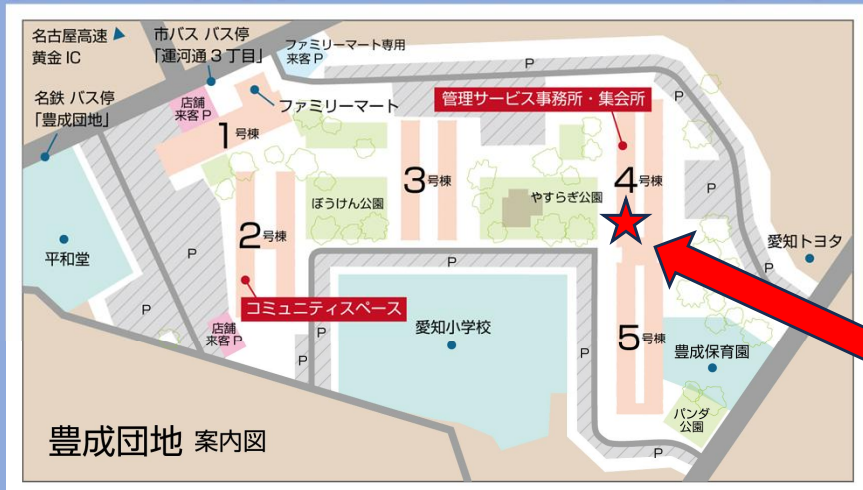 名古屋高速
黄金 IC
市バス バス停
「運河通3丁目」
ファミリーマート専用
来客 P
P
P
名鉄 バス停
「豊成団地」
店舗
来客 P
ファミリーマート
管理サービス事務所・集会所
1号棟
3号棟
4号棟
P
ぼうけん公園
やすらぎ公園
2号棟
愛知トヨタ
平和堂
P
P
コミュニティスペース
P
愛知小学校
店舗
来客 P
P
P
P
5号棟
豊成保育園
パンダ
公園
P
豊成団地 案内図